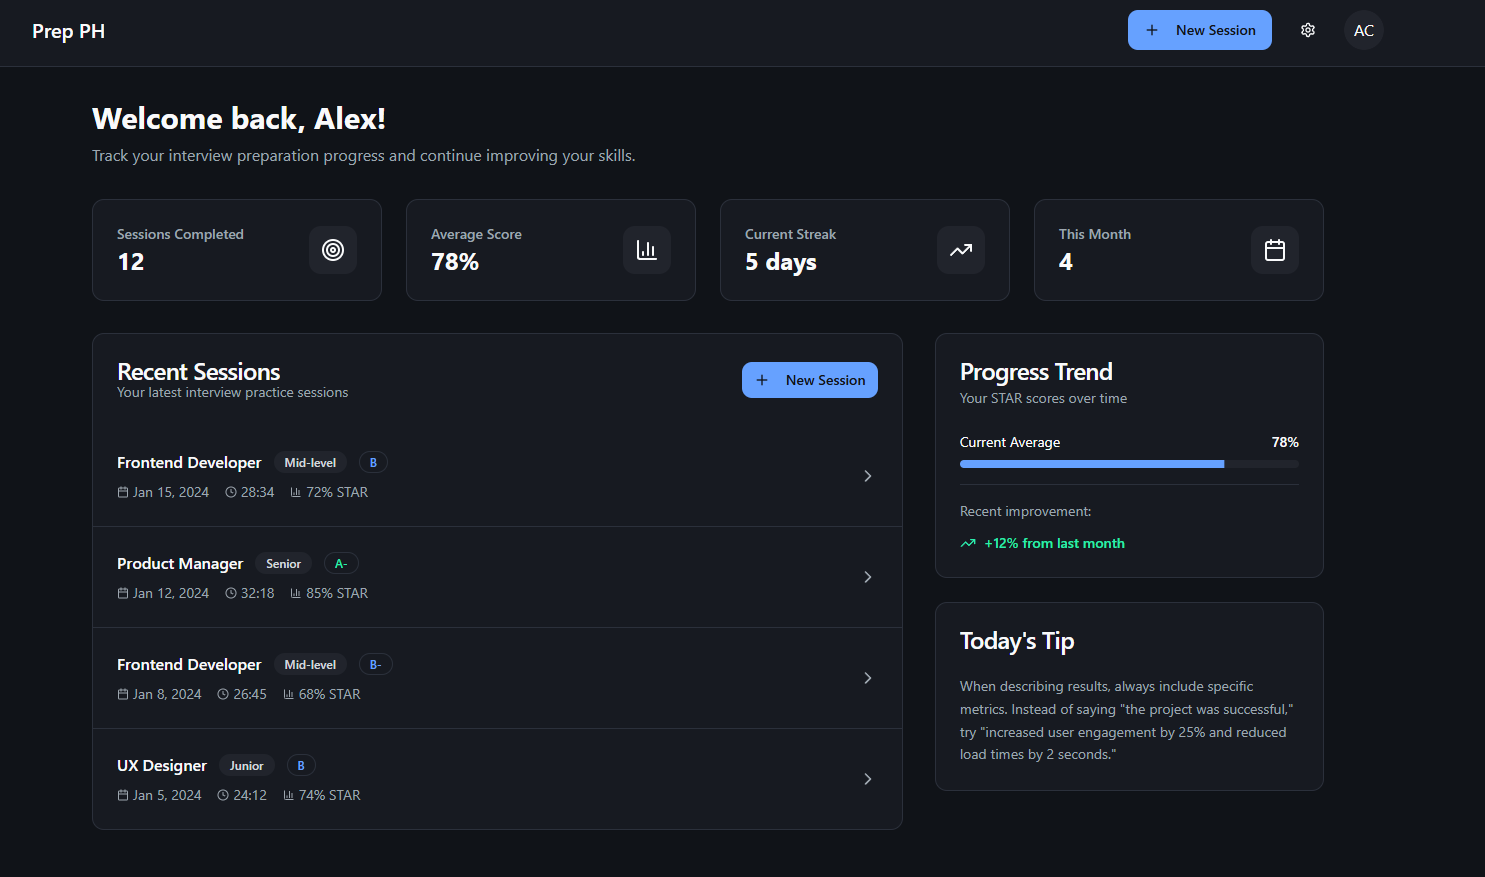 Prep PH
New Session
AC
Welcome back, Alex!
Track your interview preparation progress and continue improving your skills.
Sessions Completed
12
Average Score
78%
Current Streak
5 days
This Month
4
Recent Sessions
Your latest interview practice sessions
New Session
Frontend Developer Mid-level B
Jan 15, 2024 28:34 72% STAR
Product Manager Senior A-
Jan 12, 2024 32:18 85% STAR
Frontend Developer Mid-level B-
Jan 8, 2024 26:45 68% STAR
UX Designer Junior B
Jan 5, 2024 24:12 74% STAR
Progress Trend
Your STAR scores over time
Current Average 78%
Recent improvement:
+12% from last month
Today's Tip
When describing results, always include specific
metrics. Instead of saying "the project was successful,"
try "increased user engagement by 25% and reduced
load times by 2 seconds."